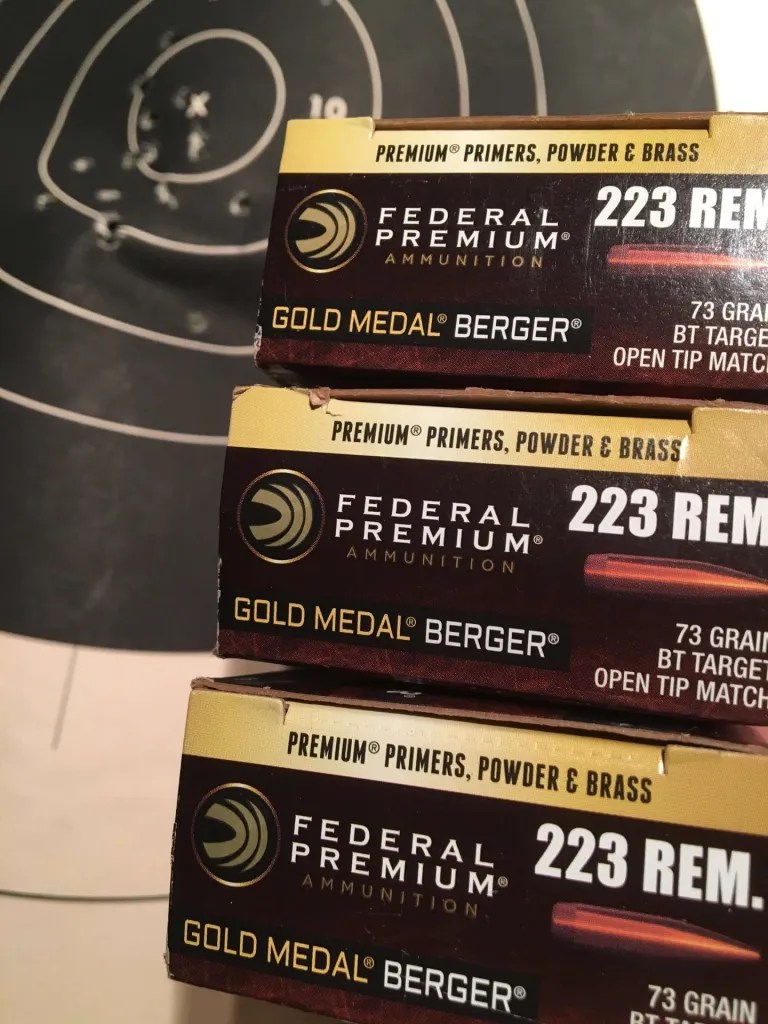 X
10
PREMIUM® PRIMERS, POWDER & BRASS
FEDERAL
PREMIUM®
AMMUNITION
223 REM
73 GRAI
BT TARGE
OPEN TIP MATC
GOLD MEDAL® BERGER®
PREMIUM® PRIMERS, POWDER & BRASS
FEDERAL
PREMIUM®
AMMUNITION
223 REM
73 GRAIN
BT TARGET
OPEN TIP MATCH
GOLD MEDAL® BERGER®
PREMIUM® PRIMERS, POWDER & BRASS
FEDERAL
PREMIUM®
AMMUNITION
223 REM.
73 GRAIN
GOLD MEDAL® BERGER®